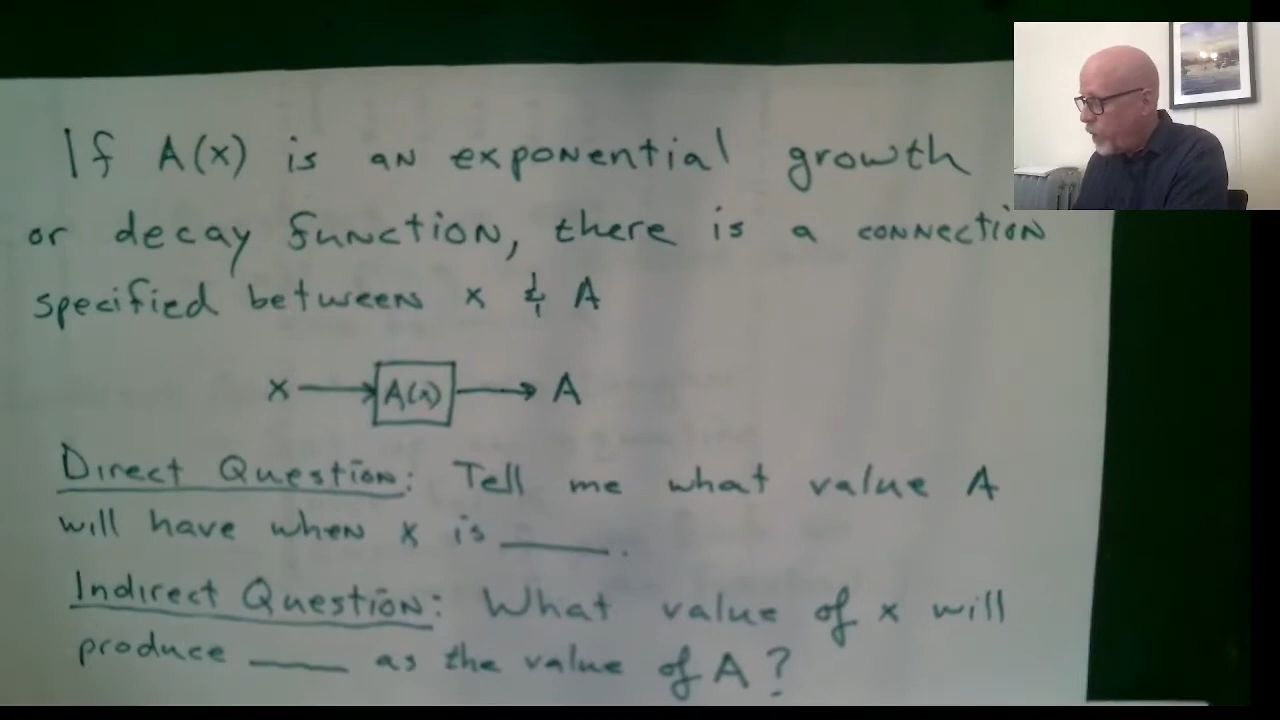 If A(x) is an exponential growth
or decay function, there is a connection
specified between x & A
x → A(x) → A
Direct Question: Tell me what value A
will have when x is ____.
Indirect Question: What value of x will
produce ____ as the value of A?